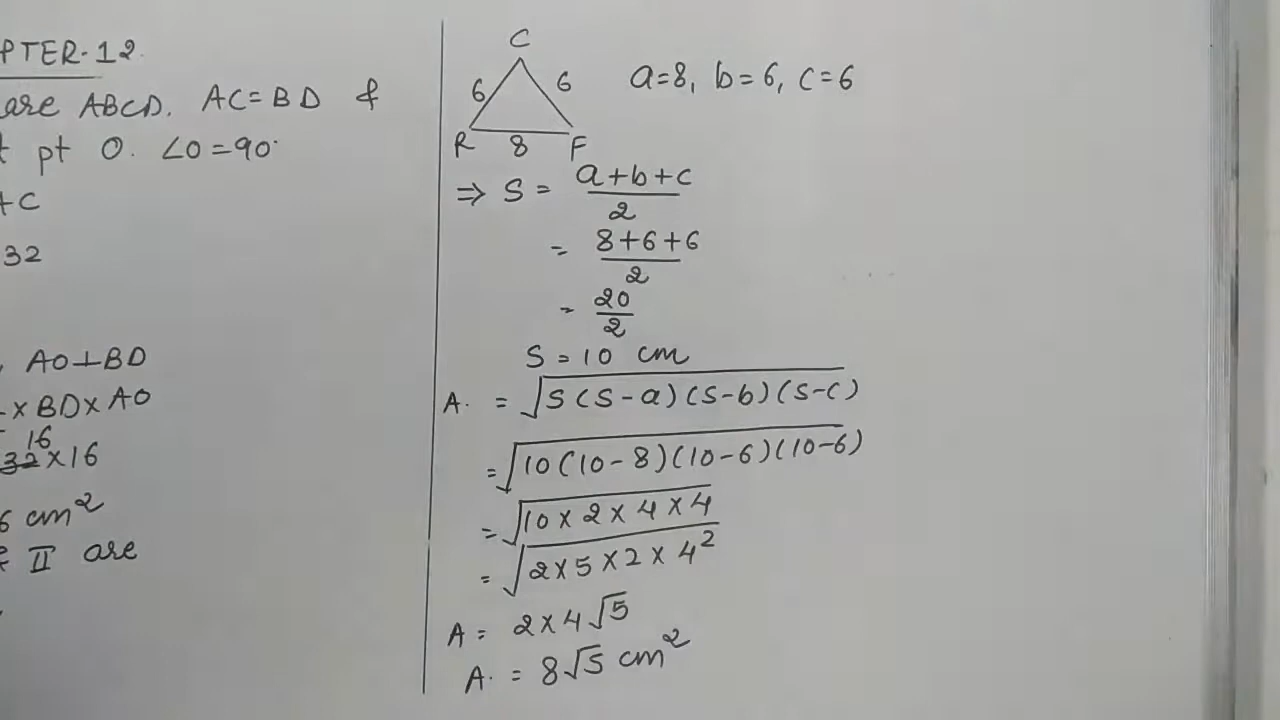 PTER-12.
are ABCD. AC=BD &
t pt O. ∠O=90°
+C
32
AO⊥BD
×BD×AO
16
32×16
6 cm²
& II are
C
6 6
R 8 F
a=8, b=6, c=6
⇒ S = a+b+c/2
= 8+6+6/2
= 20/2
S = 10 cm
A. = √S(S-a)(S-b)(S-c)
= √10(10-8)(10-6)(10-6)
= √10×2×4×4
= √2×5×2×4²
A = 2×4√5
A. = 8√5 cm²